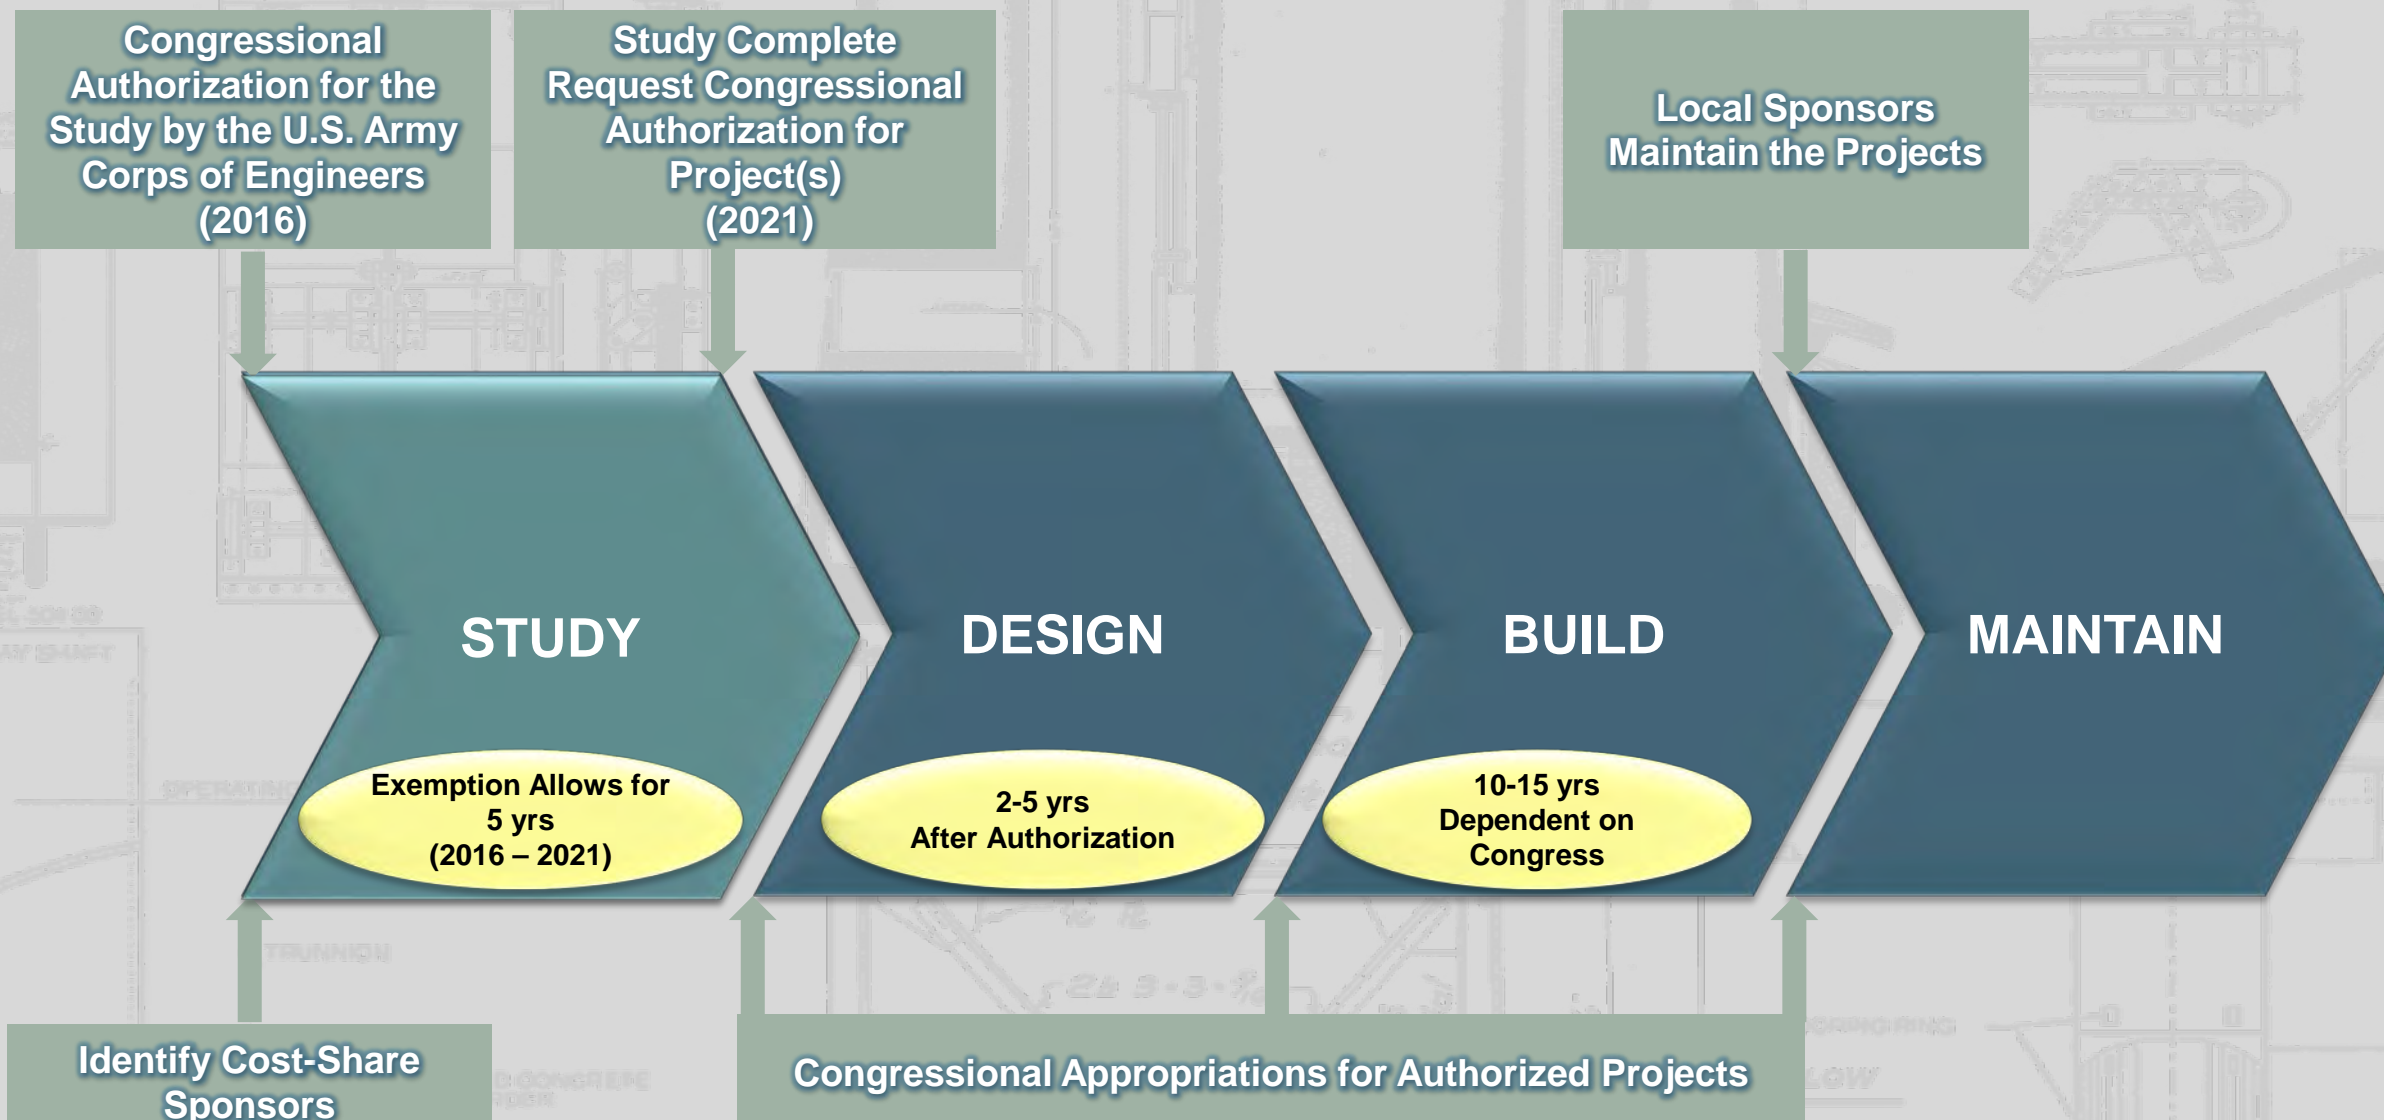 Congressional
Authorization for the
Study by the U.S. Army
Corps of Engineers
(2016)
Study Complete
Request Congressional
Authorization for
Project(s)
(2021)
Local Sponsors
Maintain the Projects
STUDY
DESIGN
BUILD
MAINTAIN
Exemption Allows for
5 yrs
(2016 – 2021)
2-5 yrs
After Authorization
10-15 yrs
Dependent on
Congress
OPERATING
TRUNNION
Identify Cost-Share
Sponsors
Congressional Appropriations for Authorized Projects